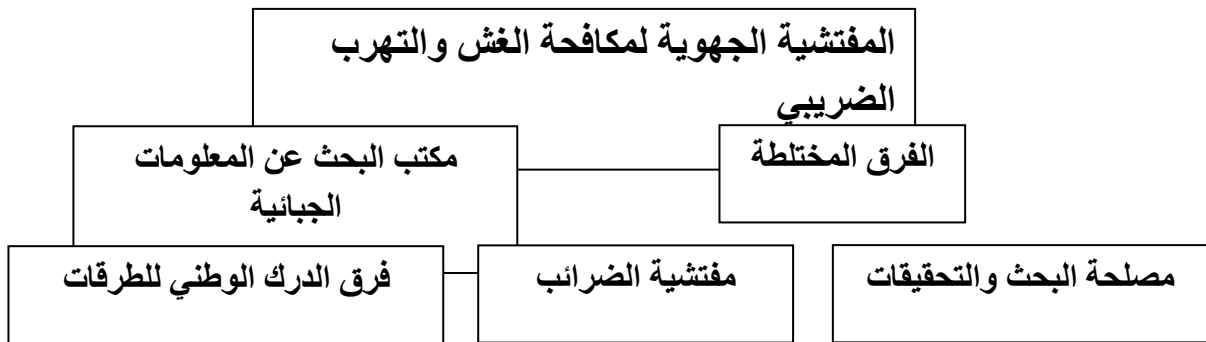 المفتشية الجهوية لمكافحة الغش والتهرب
الضريبي
الفرق المختلطة
مكتب البحث عن المعلومات
الجبائية
مصلحة البحث والتحقيقات
مفتشية الضرائب
فرق الدرك الوطني للطرقات